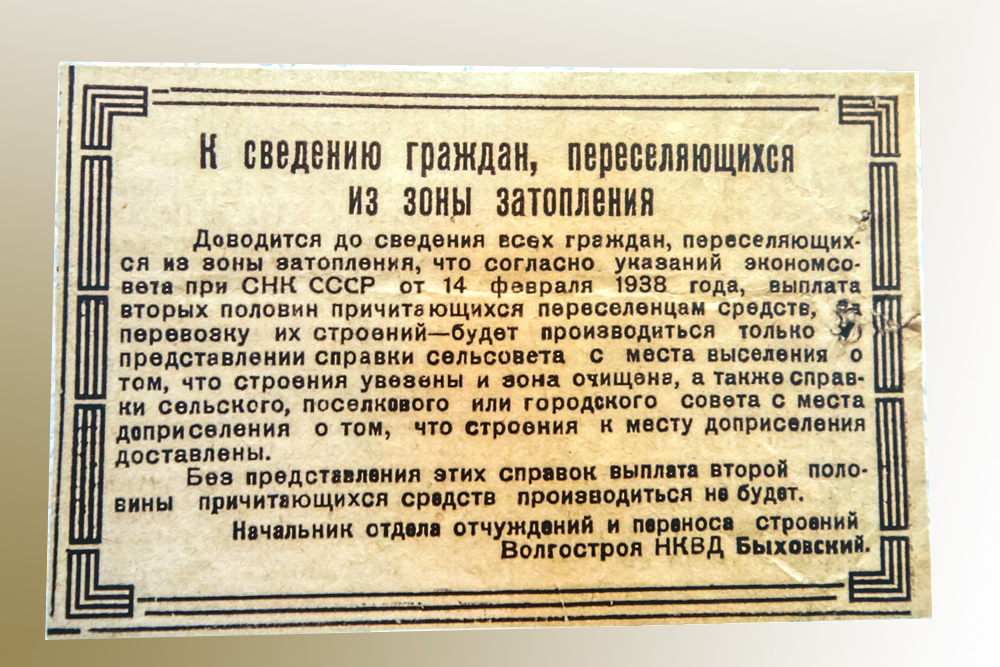 К сведению граждан, переселяющихся
из зоны затопления
Доводится до сведения всех граждан, переселяющих-
ся из зоны затопления, что согласно указаний экономсо-
вета при СНК СССР от 14 февраля 1938 года, выплата
вторых половин причитающихся переселенцам средств,
перевозку их строений—будет производиться только
представлении справки сельсовета с места выселения о
том, что строения увезены и зона очищена, а также справ-
ки сельского, поселкового или городского совета с места
доприселения о том, что строения к месту доприселения
доставлены.
Без представления этих справок выплата второй поло-
вины причитающихся средств производиться не будет.
Начальник отдела отчуждений и переноса строений
Волгостроя НКВД Быховский.